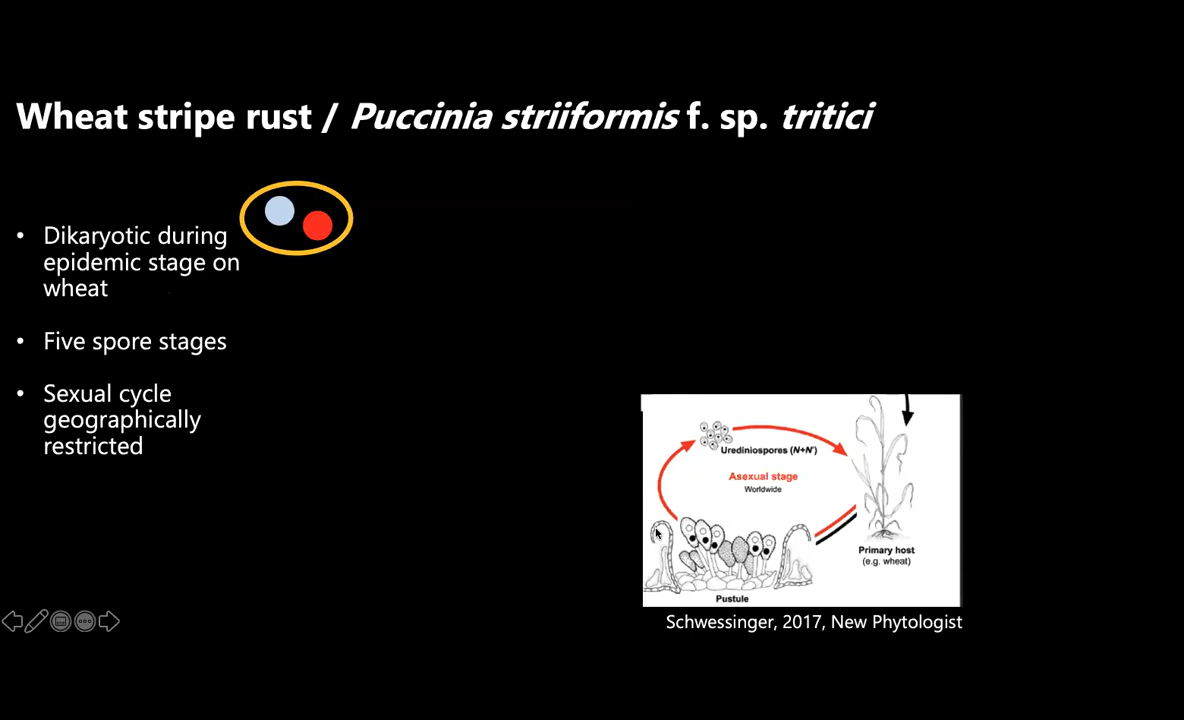 Wheat stripe rust / Puccinia striiformis f. sp. tritici
• Dikaryotic during
epidemic stage on
wheat
• Five spore stages
• Sexual cycle
geographically
restricted
Urediniospores (N+N')
Asexual stage
Worldwide
Primary host
(e.g. wheat)
Pustule
Schwessinger, 2017, New Phytologist